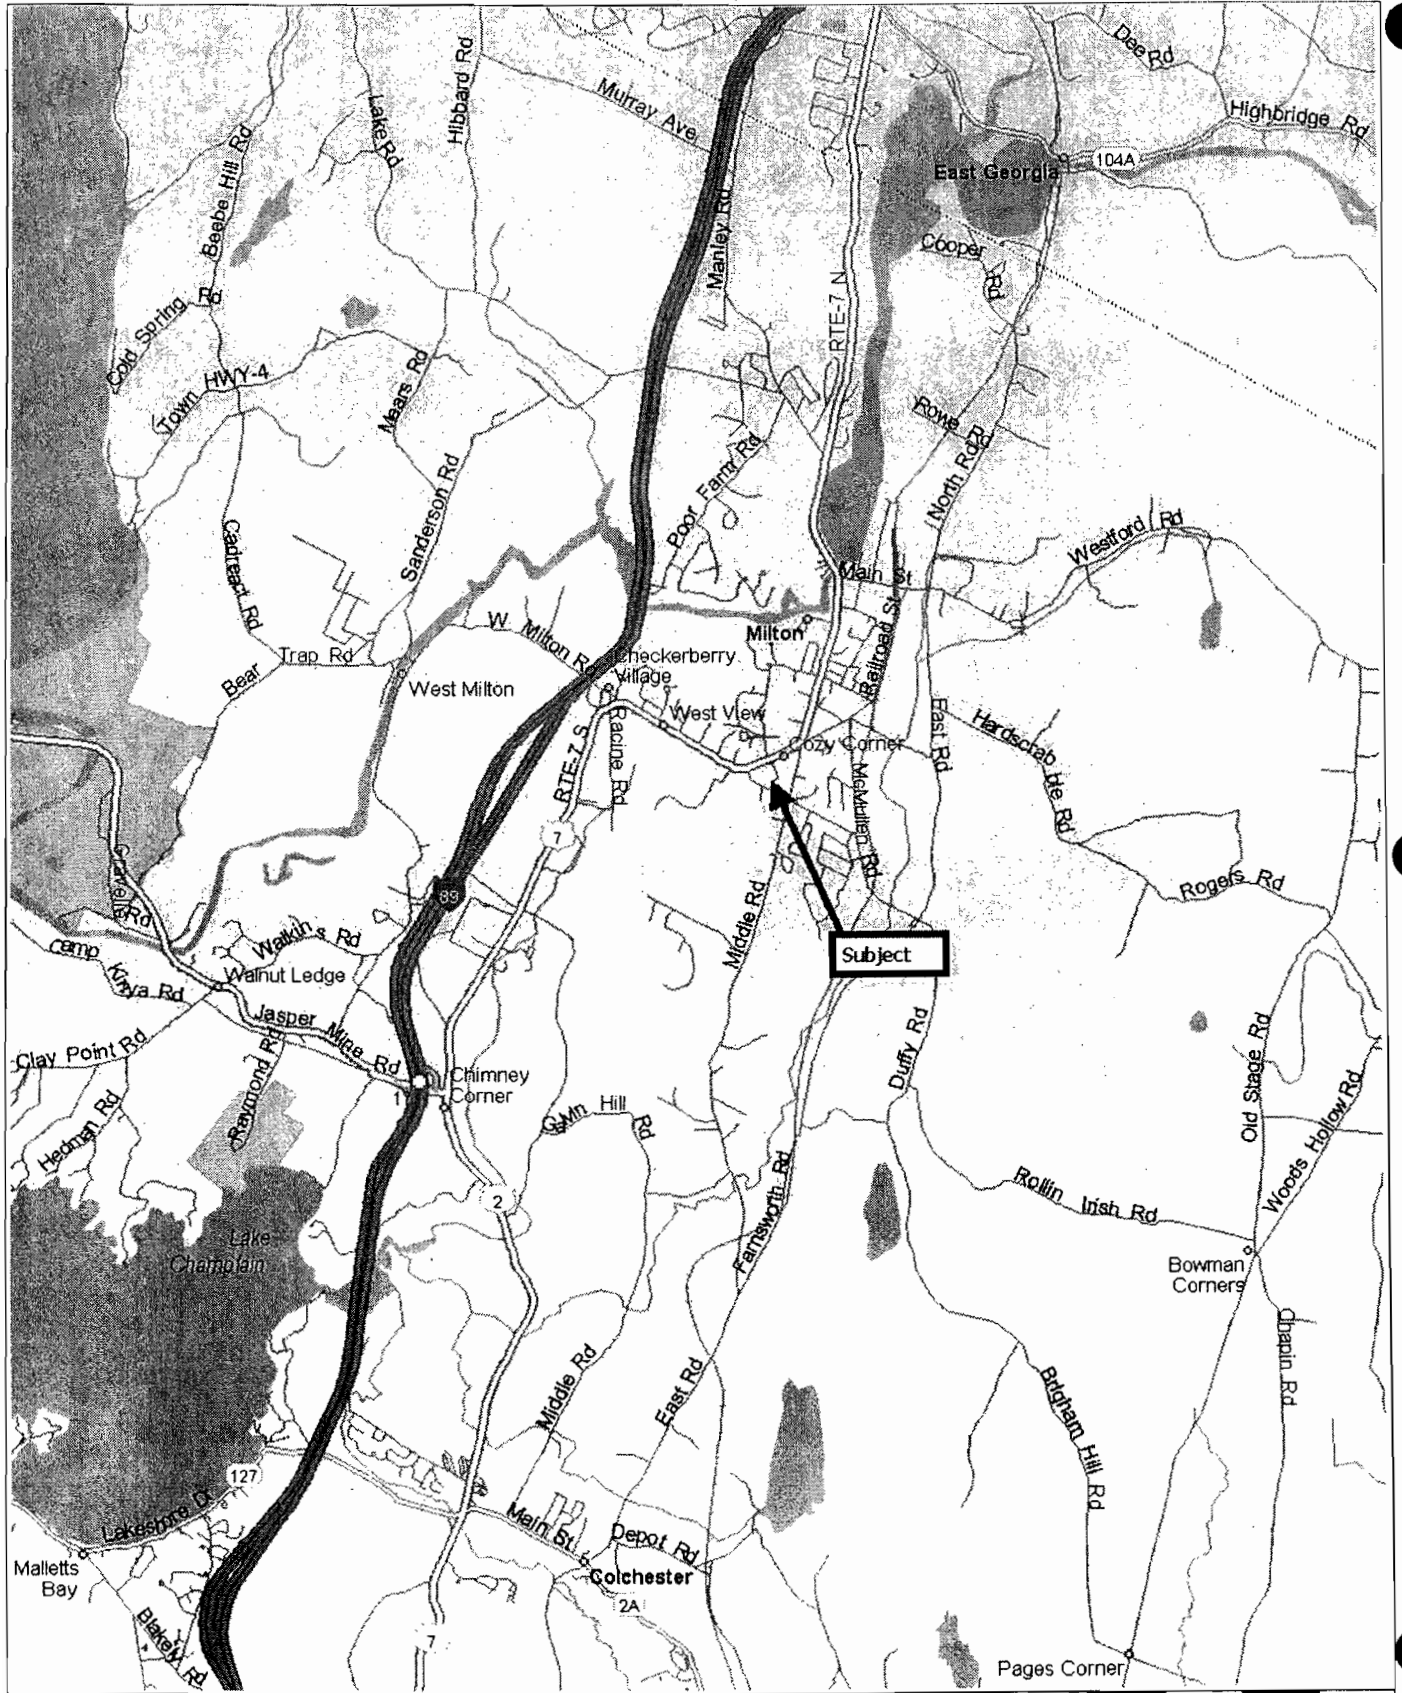 Dee Rd
Hibbard Rd
Lake Rd
Murray Ave
Highbridge Rd
104A
East Georgia
Beebe Hill Rd
Manley Rd
Cooper Rd
RTE-7 N
Cold Spring Rd
Town HWY-4
Mears Rd
Rowe Rd
Poor Farm Rd
North Rd
Sanderson Rd
Westford Rd
Cadreact Rd
Main St
W Milton Rd
Milton
Railroad St
Checkerberry
Village
Bear Trap Rd
West Milton
West View
East Rd
Hardscrabble Rd
Racine Rd
RTE-7 S
Cozy Corner
McMullen Rd
7
89
Rogers Rd
Middle Rd
Subject
Watkins Rd
Camp Kiniya Rd
Walnut Ledge
Jasper Mine Rd
Clay Point Rd
Raymond Rd
Duffy Rd
Old Stage Rd
Chimney
Corner
Hedman Rd
Hill Rd
Woods Hollow Rd
Rollin Irish Rd
2
Farnsworth Rd
Lake
Champlain
Bowman
Corners
Chapin Rd
Middle Rd
East Rd
Brigham Hill Rd
127
Lakeshore Dr
Main St
Depot Rd
Malletts
Bay
Colchester
2A
Blakely Rd
7
Pages Corner